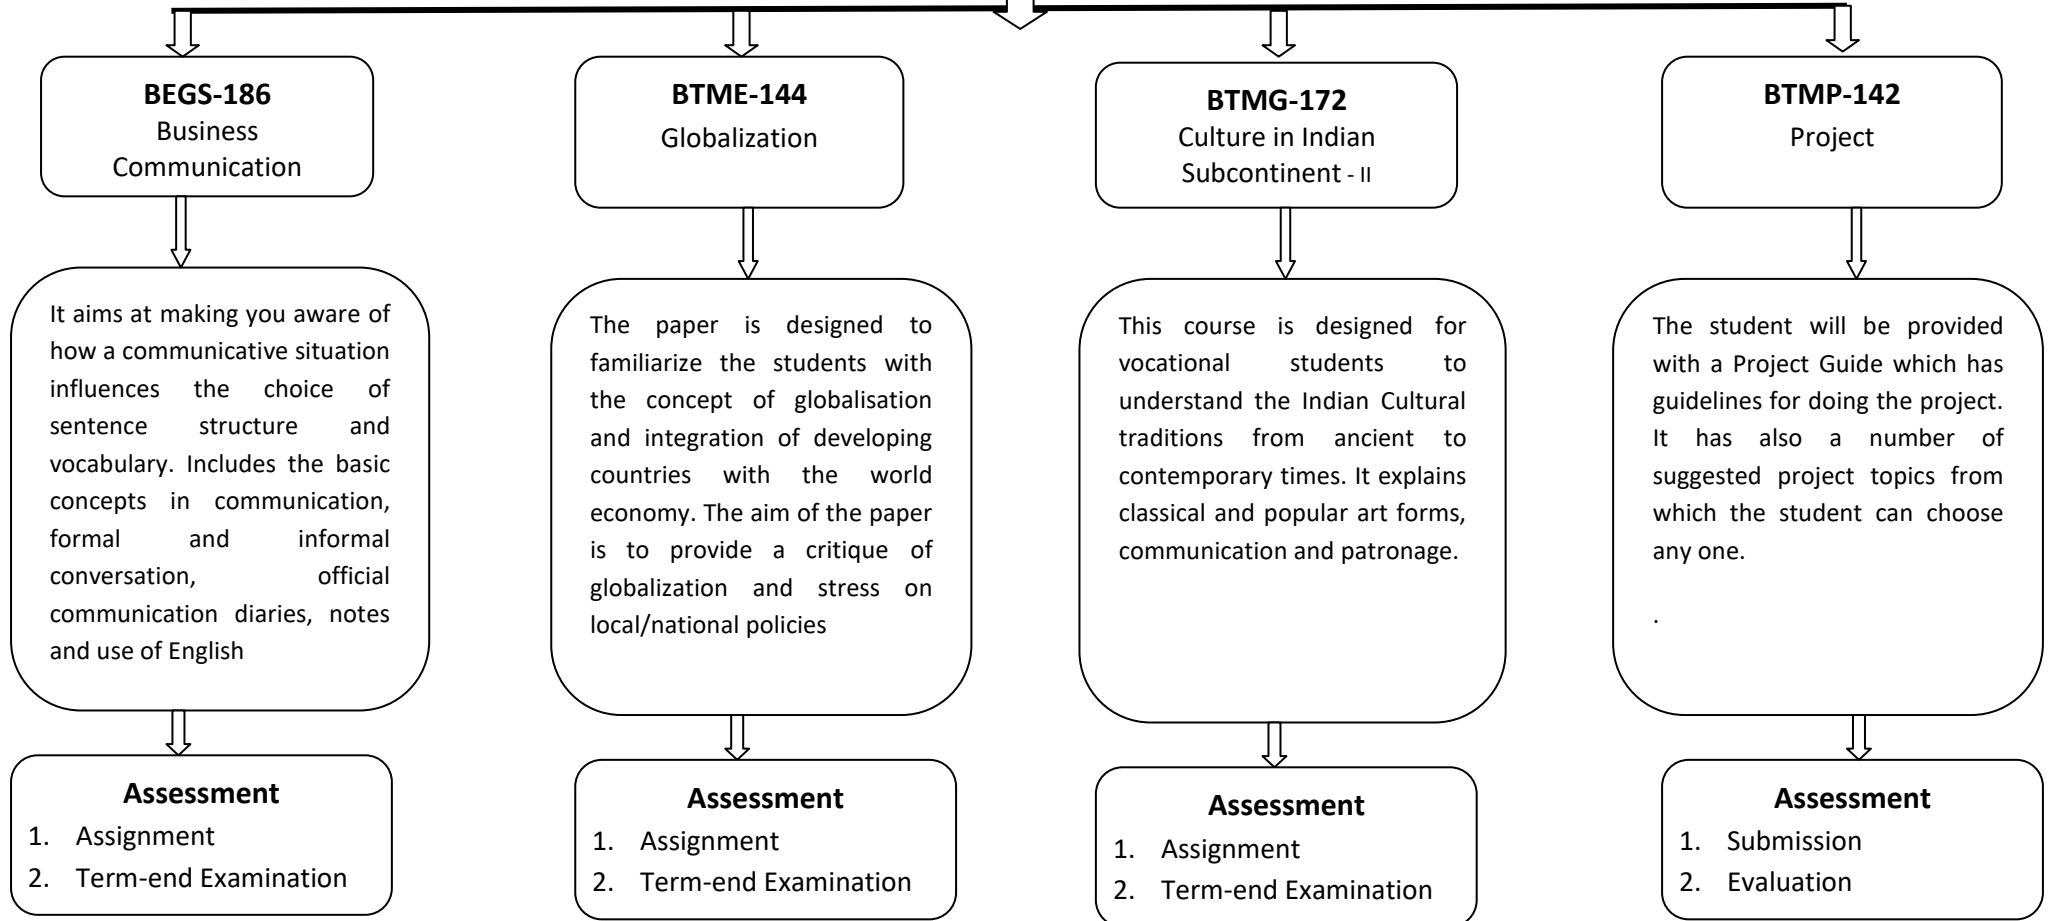 BEGS-186
Business
Communication
It aims at making you aware of
how a communicative situation
influences the choice of
sentence structure and
vocabulary. Includes the basic
concepts in communication,
formal and informal
conversation, official
communication diaries, notes
and use of English
Assessment
1. Assignment
2. Term-end Examination
BTME-144
Globalization
The paper is designed to
familiarize the students with
the concept of globalisation
and integration of developing
countries with the world
economy. The aim of the paper
is to provide a critique of
globalization and stress on
local/national policies
Assessment
1. Assignment
2. Term-end Examination
BTMG-172
Culture in Indian
Subcontinent - II
This course is designed for
vocational students to
understand the Indian Cultural
traditions from ancient to
contemporary times. It explains
classical and popular art forms,
communication and patronage.
Assessment
1. Assignment
2. Term-end Examination
BTMP-142
Project
The student will be provided
with a Project Guide which has
guidelines for doing the project.
It has also a number of
suggested project topics from
which the student can choose
any one.
.
Assessment
1. Submission
2. Evaluation